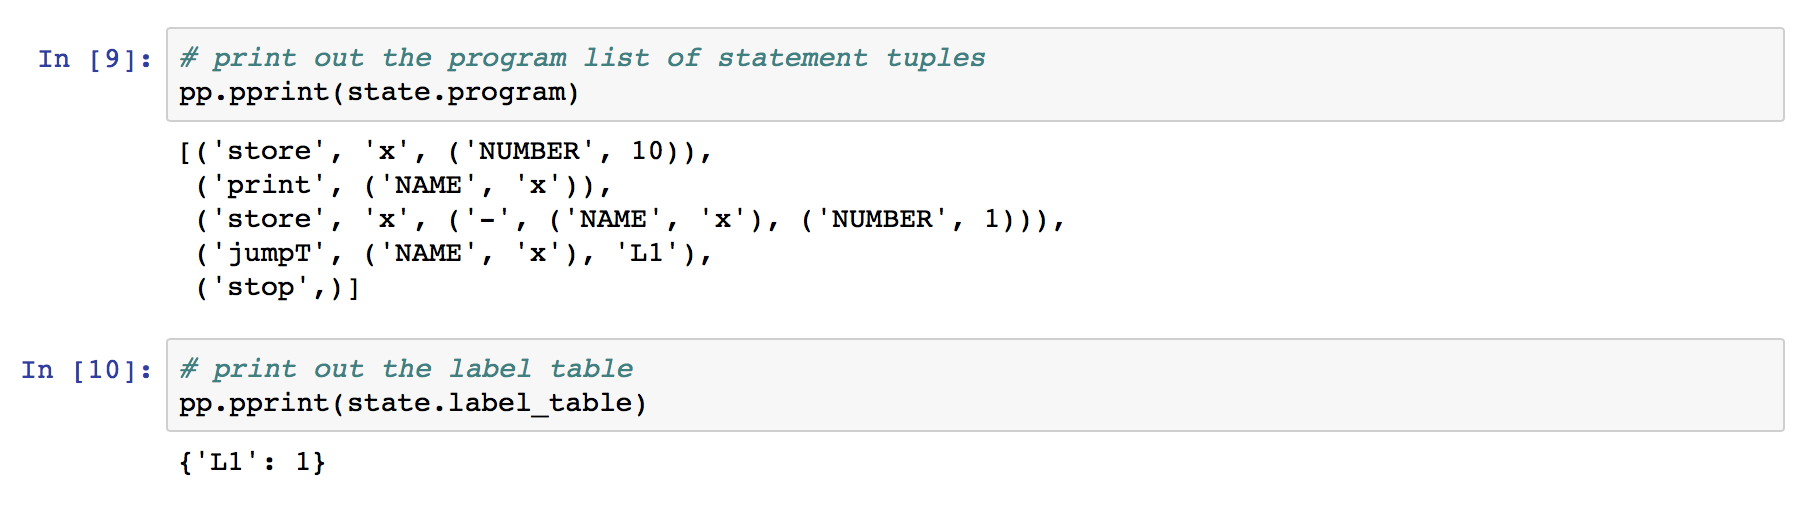 In [9]: # print out the program list of statement tuples
pp.pprint(state.program)
[('store', 'x', ('NUMBER', 10)),
 ('print', ('NAME', 'x')),
 ('store', 'x', ('-', ('NAME', 'x'), ('NUMBER', 1))),
 ('jumpT', ('NAME', 'x'), 'L1'),
 ('stop',)]
In [10]: # print out the label table
pp.pprint(state.label_table)
{'L1': 1}